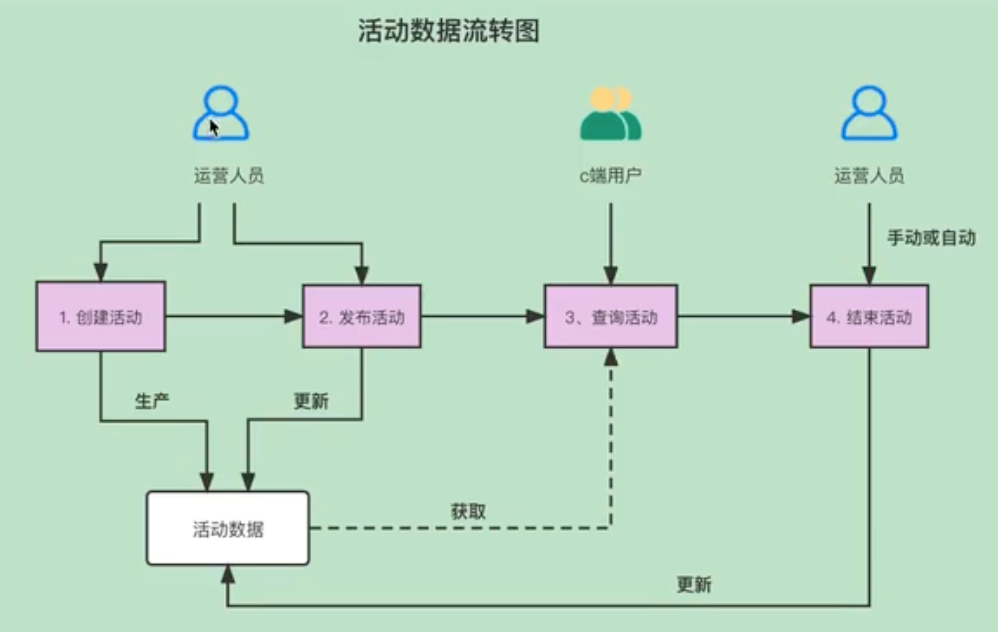 活动数据流转图
运营人员
c端用户
运营人员
手动或自动
1. 创建活动
2. 发布活动
3、查询活动
4. 结束活动
生产
更新
获取
活动数据
更新